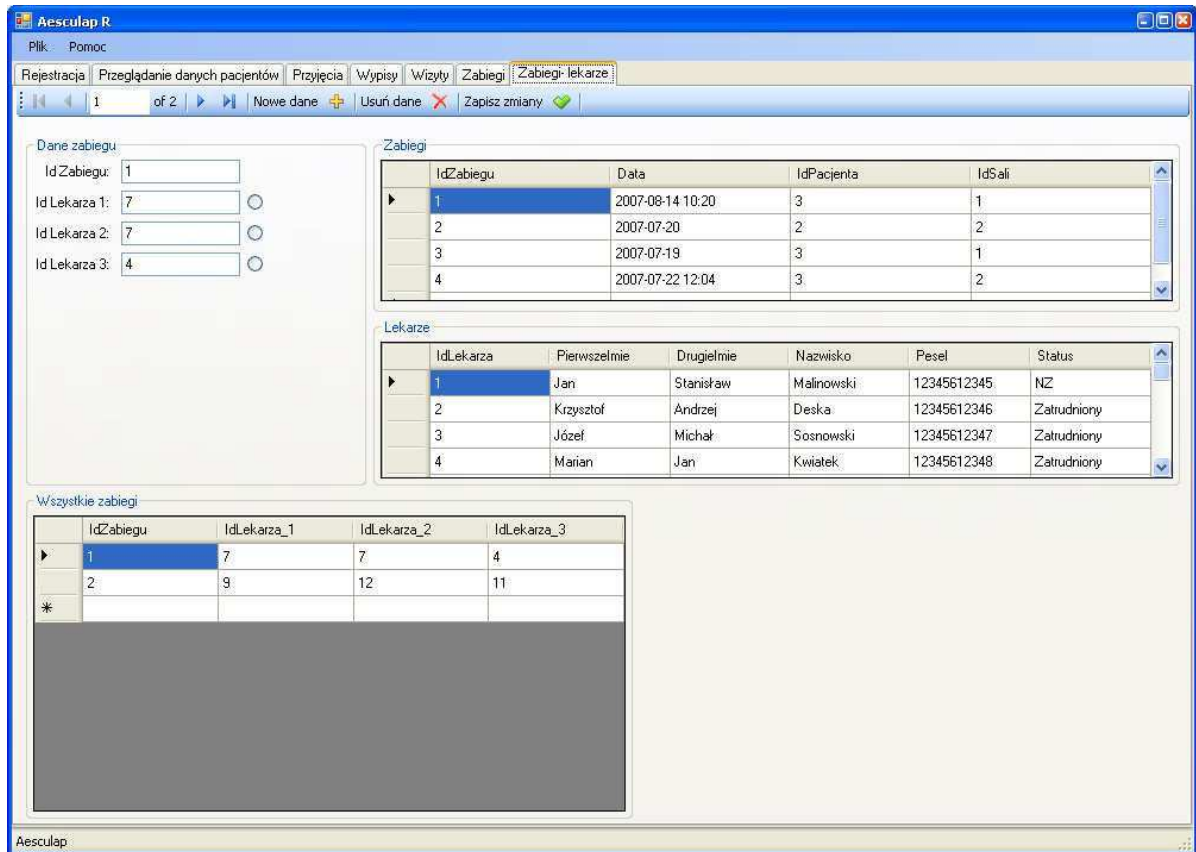 Aesculap R
Plik Pomoc
Rejestracja Przeglądanie danych pacjentów Przyjęcia Wypisy Wizyty Zabiegi Zabiegi- lekarze
1 of 2 Nowe dane Usuń dane Zapisz zmiany
Dane zabiegu
Id Zabiegu: 1
Id Lekarza 1: 7
Id Lekarza 2: 7
Id Lekarza 3: 4
Zabiegi
IdZabiegu Data IdPacjenta IdSali
1 2007-08-14 10:20 3 1
2 2007-07-20 2 2
3 2007-07-19 3 1
4 2007-07-22 12:04 3 2
Lekarze
IdLekarza PierwszeImie DrugieImie Nazwisko Pesel Status
1 Jan Stanisław Malinowski 12345612345 NZ
2 Krzysztof Andrzej Deska 12345612346 Zatrudniony
3 Józef Michał Sosnowski 12345612347 Zatrudniony
4 Marian Jan Kwiatek 12345612348 Zatrudniony
Wszystkie zabiegi
IdZabiegu IdLekarza_1 IdLekarza_2 IdLekarza_3
1 7 7 4
2 9 12 11
Aesculap